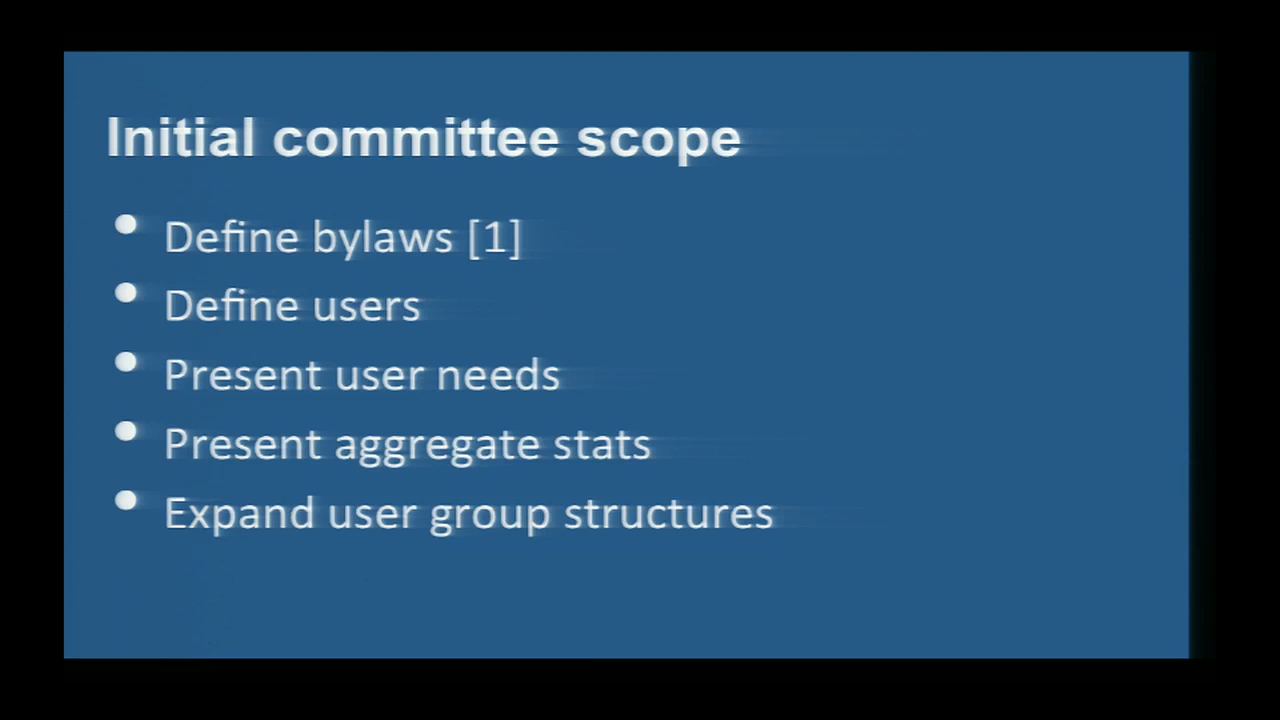 Initial committee scope
• Define bylaws [1]
• Define users
• Present user needs
• Present aggregate stats
• Expand user group structures